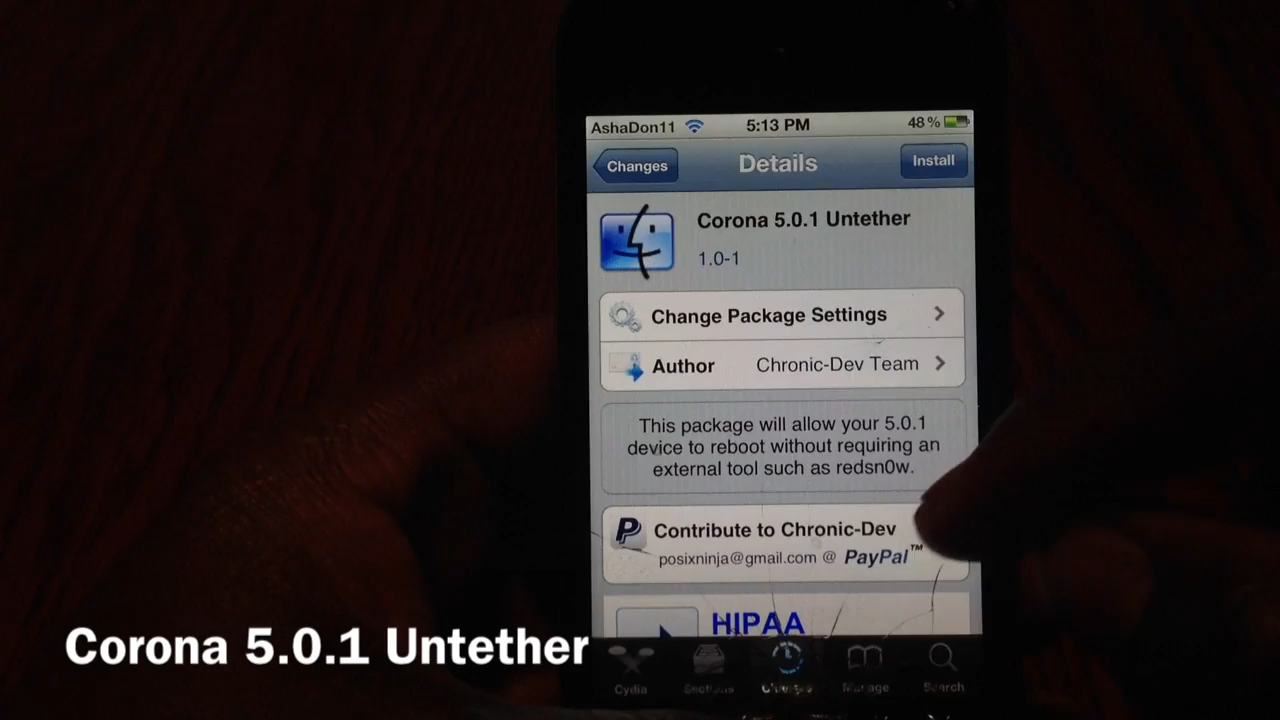 AshaDon11 5:13 PM 48%
Changes Details Install
Corona 5.0.1 Untether
1.0-1
Change Package Settings
Author Chronic-Dev Team
This package will allow your 5.0.1
device to reboot without requiring an
external tool such as redsn0w.
Contribute to Chronic-Dev
posixninja@gmail.com @ PayPal™
HIPAA
Cydia Sections Changes Manage Search
Corona 5.0.1 Untether